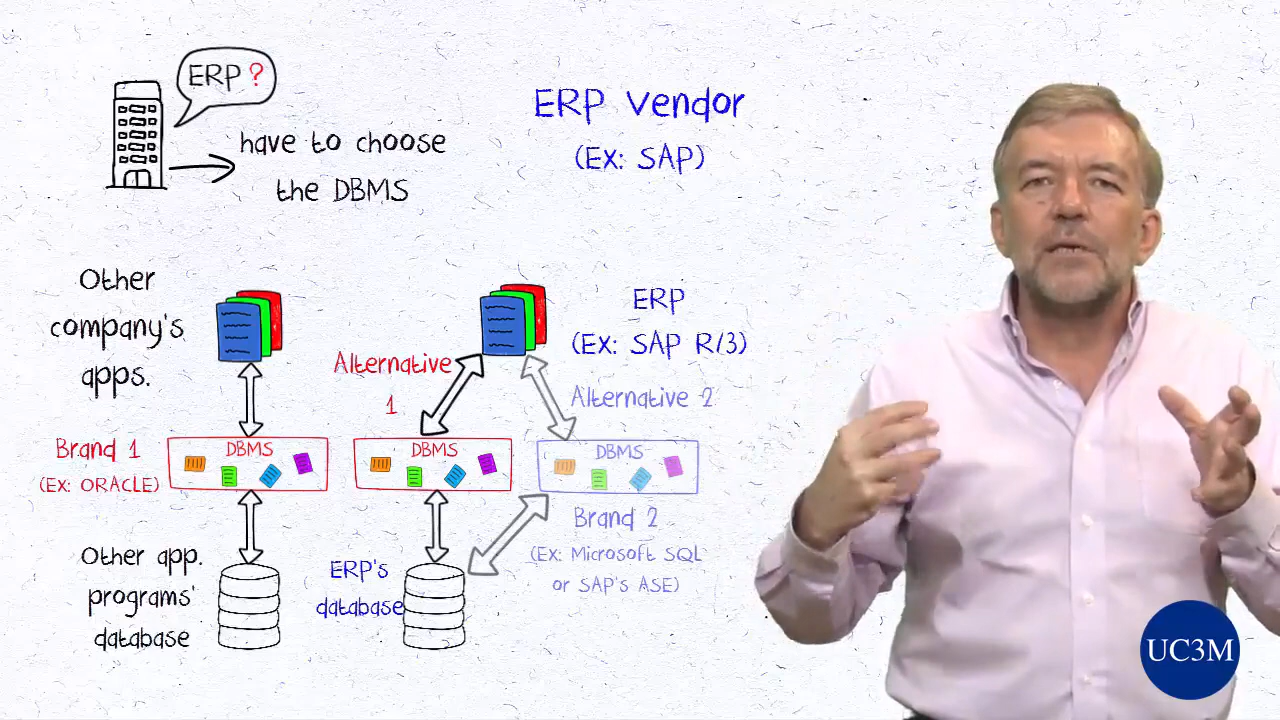 ERP ?
have to choose
the DBMS
ERP Vendor
(Ex: SAP)
Other
company's
apps.
ERP
(Ex: SAP R/3)
Alternative
1
Alternative 2
Brand 1
(Ex: ORACLE)
DBMS
DBMS
DBMS
Brand 2
(Ex: Microsoft SQL
or SAP's ASE)
Other app.
programs'
database
ERP's
database
UC3M